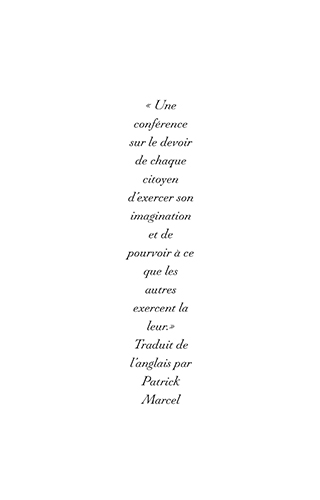 « Une
conférence
sur le devoir
de chaque
citoyen
d'exercer son
imagination
et de
pourvoir à ce
que les
autres
exercent la
leur.»
Traduit de
l'anglais par
Patrick
Marcel